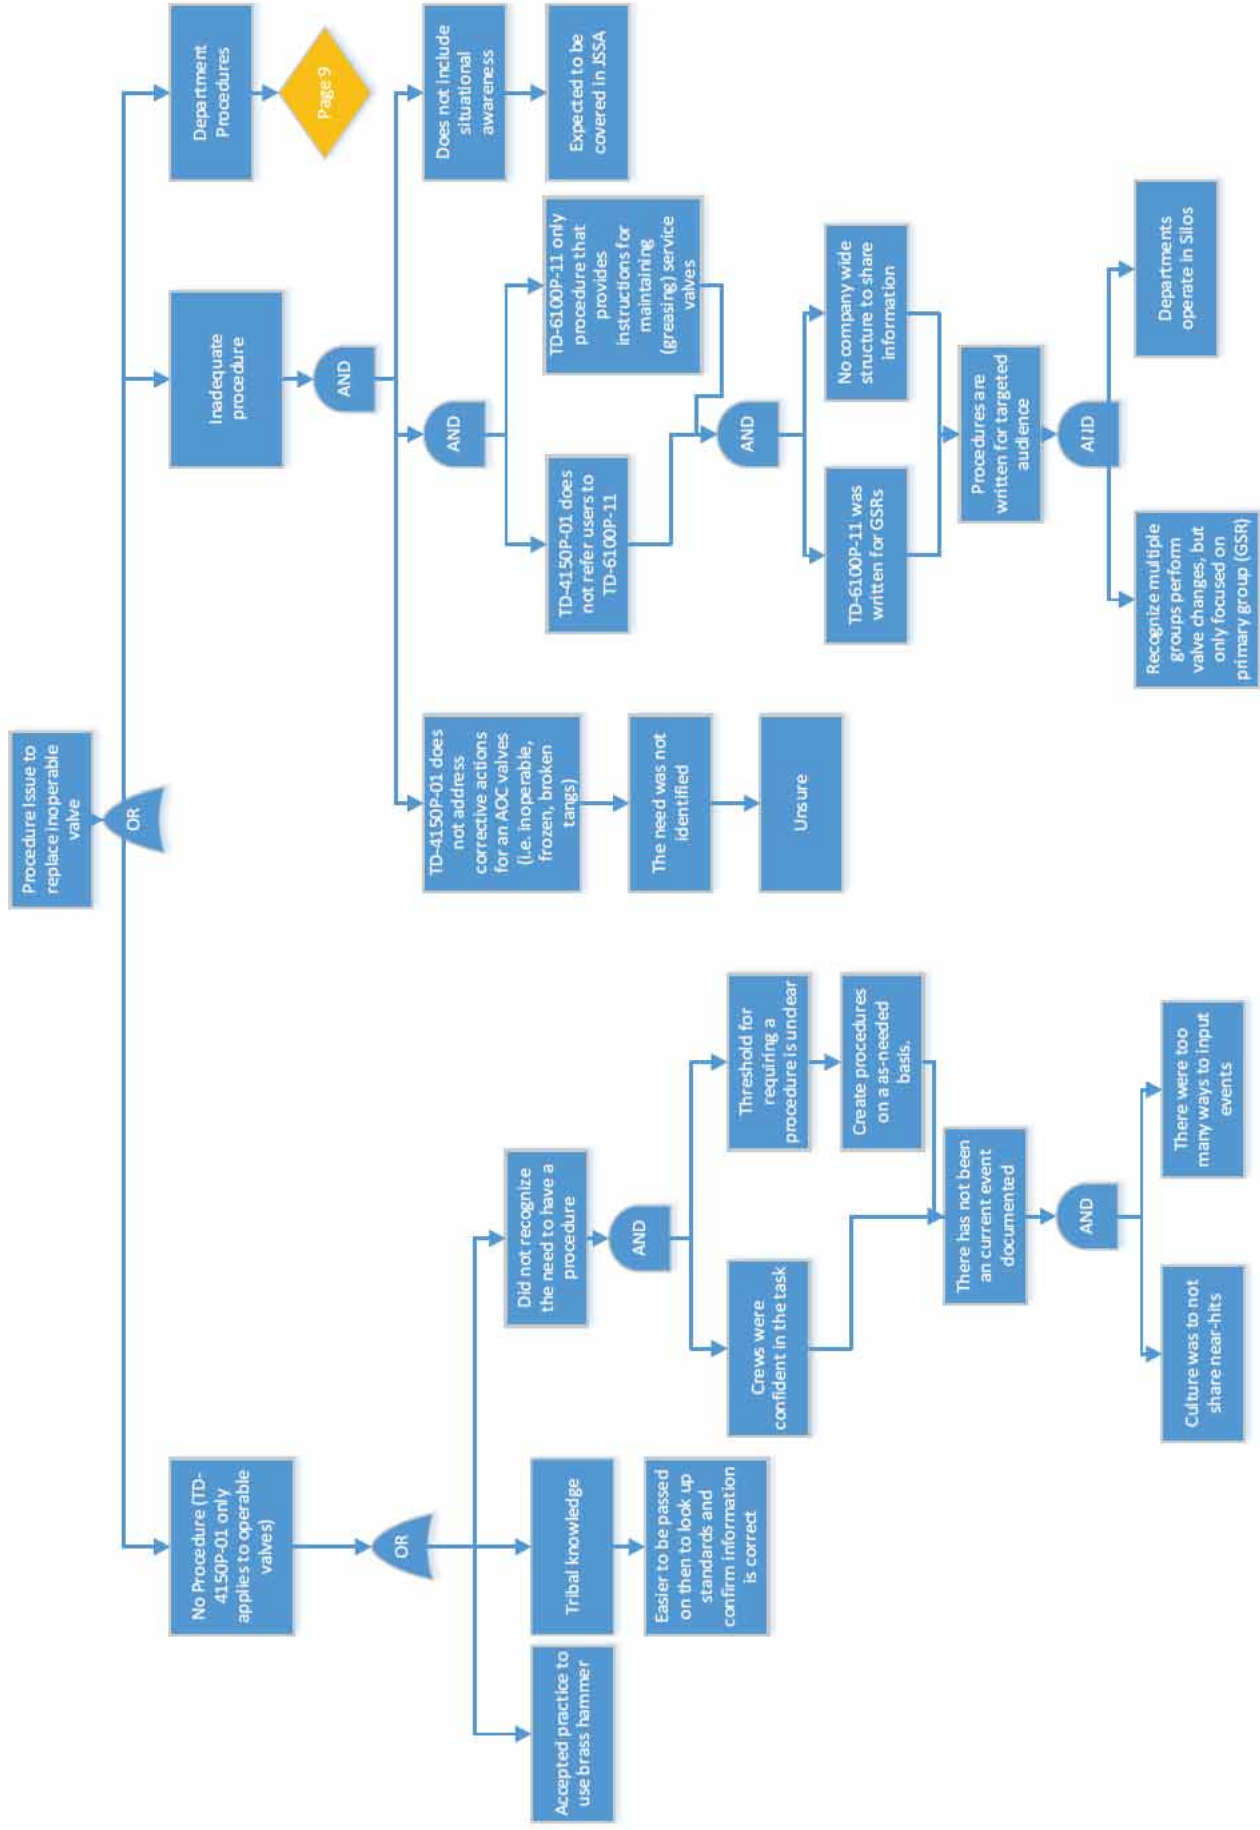 Procedure Issue to
replace inoperable
valve
OR
No Procedure (TD-
4150P-01 only
applies to operable
valves)
Inadequate
procedure
Department
Procedures
Page 9
OR
AND
Accepted practice to
use brass hammer
Tribal knowledge
Easier to be passed
on then to look up
standards and
confirm information
is correct
Did not recognize
the need to have a
procedure
AND
Crews were
confident in the task
Threshold for
requiring a
procedure is unclear
Create procedures
on a as-needed
basis.
There has not been
an current event
documented
AND
Culture was to not
share near-hits
There were too
many ways to input
events
TD-4150P-01 does
not address
corrective actions
for an AOC valves
(i.e. inoperable,
frozen, broken
tangs)
The need was not
identified
Unsure
AND
TD-4150P-01 does
not refer users to
TD-6100P-11
TD-6100P-11 only
procedure that
provides
instructions for
maintaining
(greasing) service
valves
AND
TD-6100P-11 was
written for GSRs
No company wide
structure to share
information
Procedures are
written for targeted
audience
AND
Recognize multiple
groups perform
valve changes, but
only focused on
primary group (GSR)
Departments
operate in Silos
Does not include
situational
awareness
Expected to be
covered in JSSA